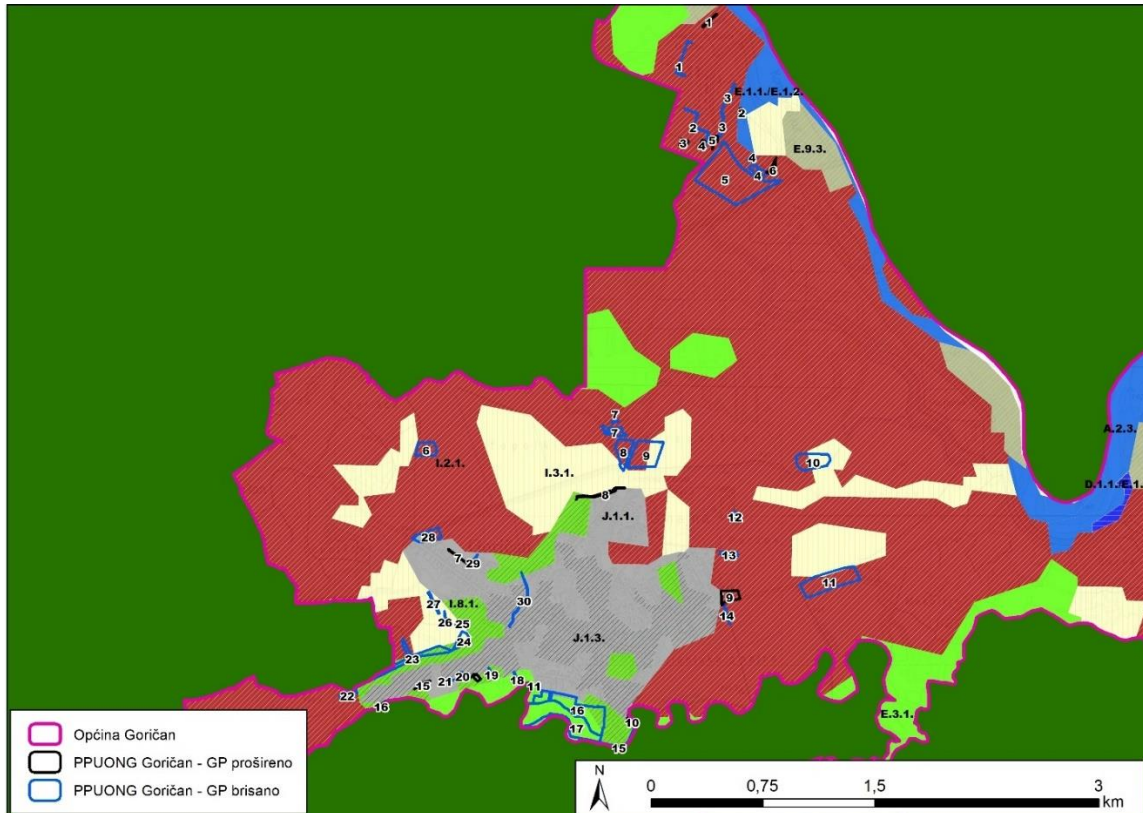 1
1
3
E.1.1./E.1.2.
2
2
3
3
4
5
E.9.3.
4
4
6
5
7
7
8
9
6
I.2.1.
I.3.1.
10
A.2.3.
D.1.1./E.1.
8
J.1.1.
12
28
7
29
13
11
9
14
27
I.8.1.
30
26
25
24
J.1.3.
23
22
16
15
21
20
19
18
11
16
17
10
15
E.3.1.
Općina Goričan
PPUONG Goričan - GP prošireno
PPUONG Goričan - GP brisano
N
0 0,75 1,5 3
km